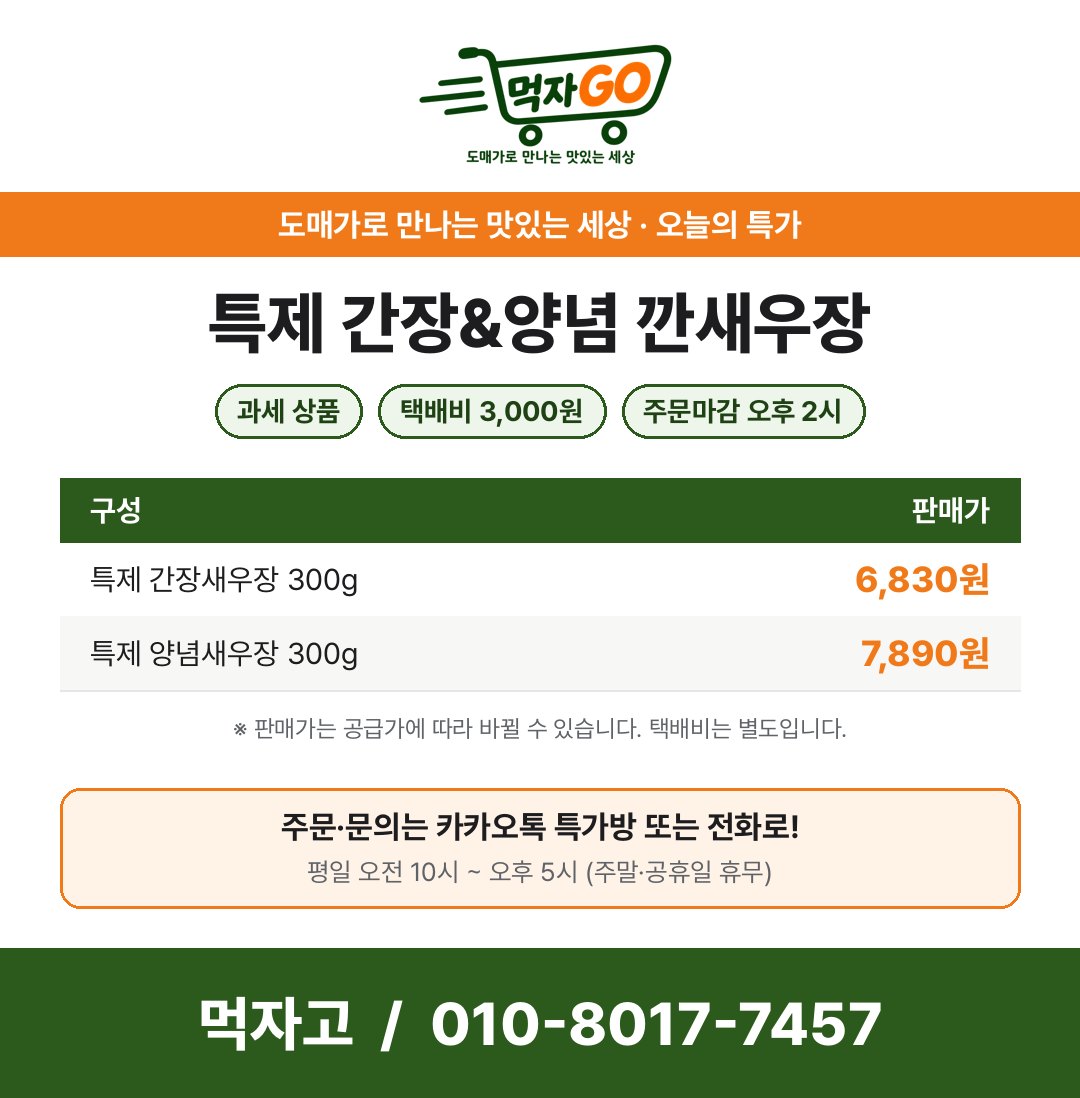 먹자GO
도매가로 만나는 맛있는 세상
도매가로 만나는 맛있는 세상 · 오늘의 특가
특제 간장&양념 깐새우장
과세 상품 택배비 3,000원 주문마감 오후 2시
구성 판매가
특제 간장새우장 300g 6,830원
특제 양념새우장 300g 7,890원
※ 판매가는 공급가에 따라 바뀔 수 있습니다. 택배비는 별도입니다.
주문·문의는 카카오톡 특가방 또는 전화로!
평일 오전 10시 ~ 오후 5시 (주말·공휴일 휴무)
먹자고 / 010-8017-7457